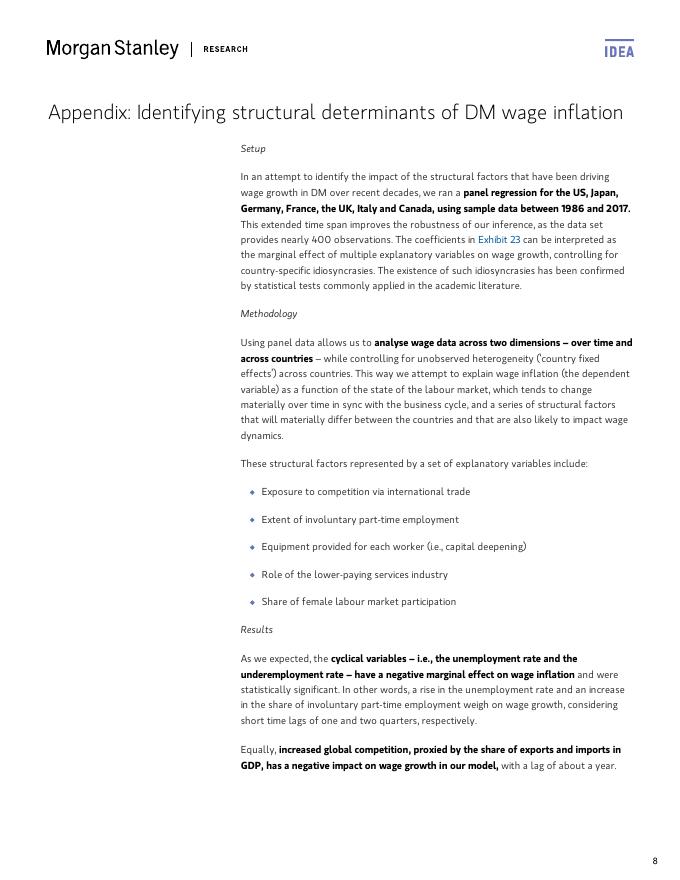 Morgan Stanley | RESEARCH
IDEA
Appendix: Identifying structural determinants of DM wage inflation
Setup
In an attempt to identify the impact of the structural factors that have been driving
wage growth in DM over recent decades, we ran a panel regression for the US, Japan,
Germany, France, the UK, Italy and Canada, using sample data between 1986 and 2017.
This extended time span improves the robustness of our inference, as the data set
provides nearly 400 observations. The coefficients in Exhibit 23 can be interpreted as
the marginal effect of multiple explanatory variables on wage growth, controlling for
country-specific idiosyncrasies. The existence of such idiosyncrasies has been confirmed
by statistical tests commonly applied in the academic literature.
Methodology
Using panel data allows us to analyse wage data across two dimensions – over time and
across countries – while controlling for unobserved heterogeneity ('country fixed
effects') across countries. This way we attempt to explain wage inflation (the dependent
variable) as a function of the state of the labour market, which tends to change
materially over time in sync with the business cycle, and a series of structural factors
that will materially differ between the countries and that are also likely to impact wage
dynamics.
These structural factors represented by a set of explanatory variables include:
◆ Exposure to competition via international trade
◆ Extent of involuntary part-time employment
◆ Equipment provided for each worker (i.e., capital deepening)
◆ Role of the lower-paying services industry
◆ Share of female labour market participation
Results
As we expected, the cyclical variables – i.e., the unemployment rate and the
underemployment rate – have a negative marginal effect on wage inflation and were
statistically significant. In other words, a rise in the unemployment rate and an increase
in the share of involuntary part-time employment weigh on wage growth, considering
short time lags of one and two quarters, respectively.
Equally, increased global competition, proxied by the share of exports and imports in
GDP, has a negative impact on wage growth in our model, with a lag of about a year.
8